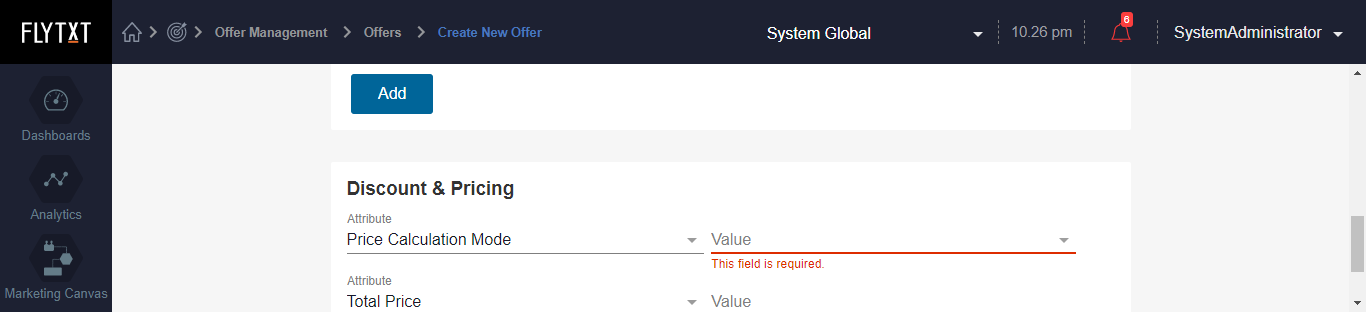 FLYTXT
Offer Management
Offers
Create New Offer
System Global
10.26 pm
6
SystemAdministrator
Dashboards
Analytics
Marketing Canvas
Add
Discount & Pricing
Attribute
Price Calculation Mode
Value
This field is required.
Attribute
Total Price
Value